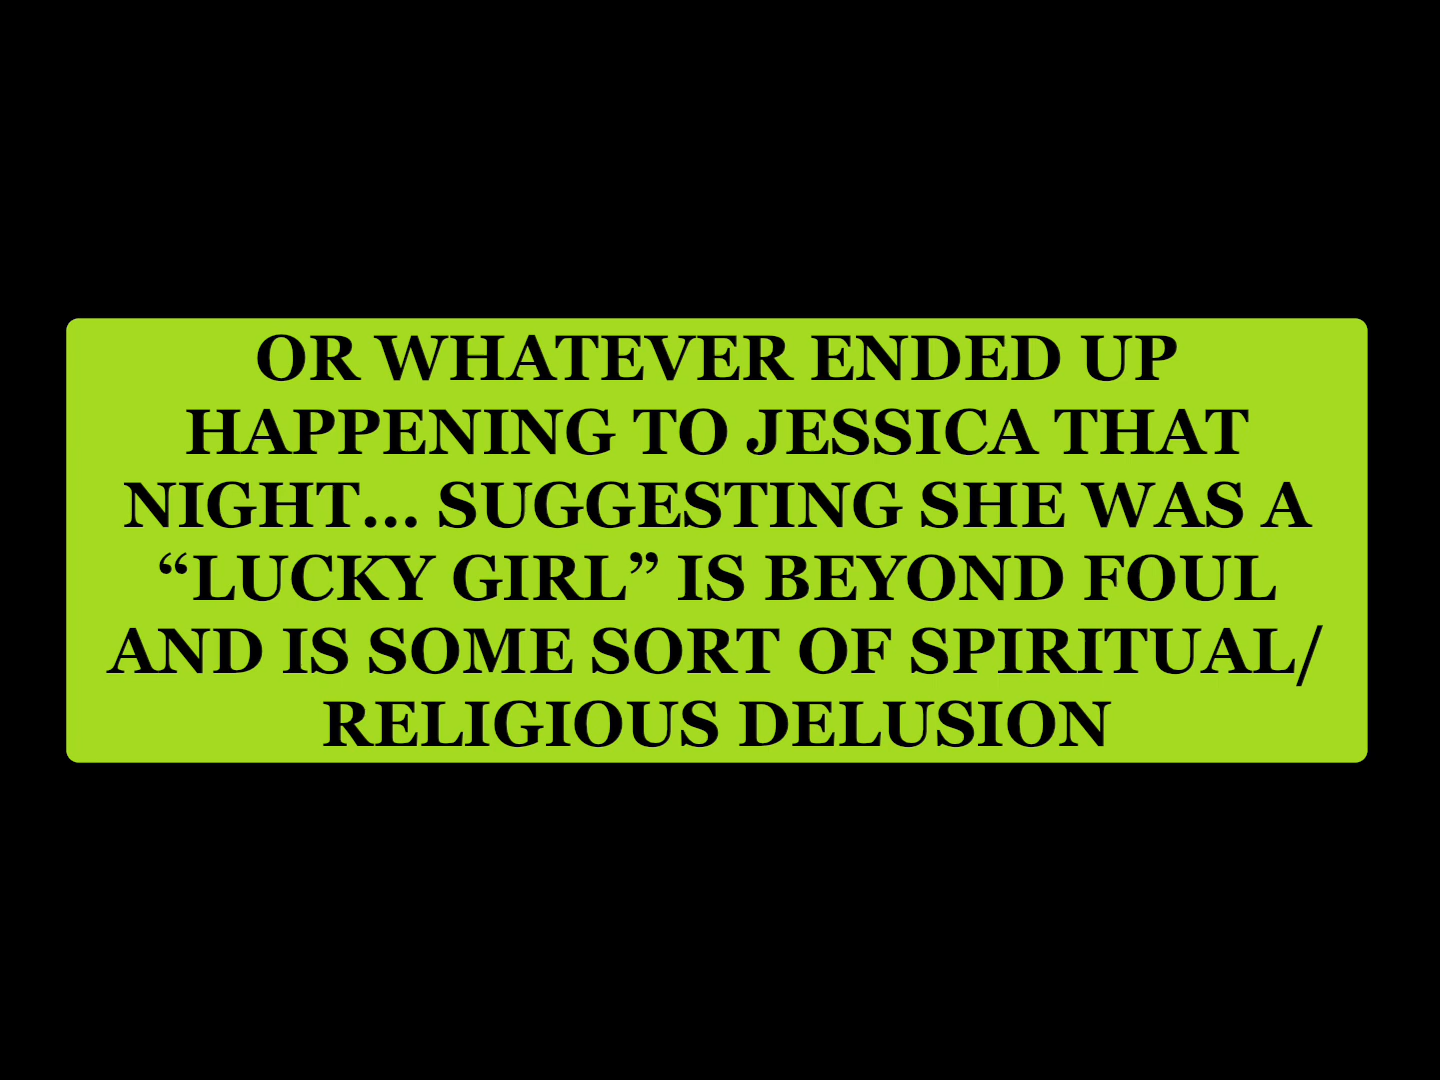 OR WHATEVER ENDED UP
HAPPENING TO JESSICA THAT
NIGHT... SUGGESTING SHE WAS A
“LUCKY GIRL” IS BEYOND FOUL
AND IS SOME SORT OF SPIRITUAL/
RELIGIOUS DELUSION